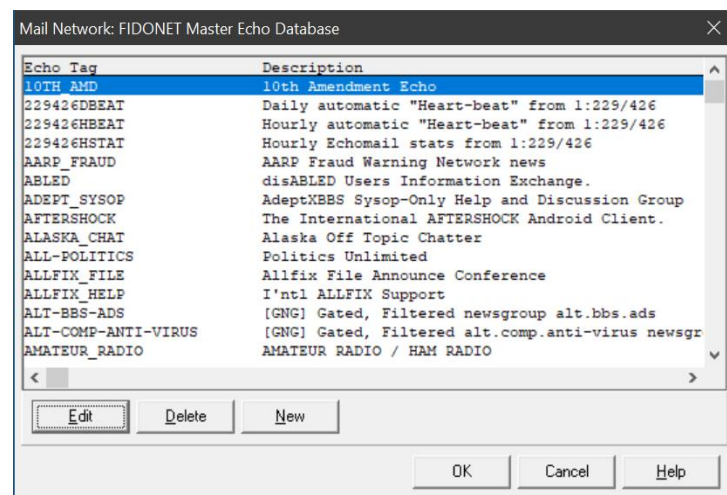 Mail Network: FIDONET Master Echo Database
Echo Tag Description
10TH_AMD 10th Amendment Echo
229426DBEAT Daily automatic "Heart-beat" from 1:229/426
229426HBEAT Hourly automatic "Heart-beat" from 1:229/426
229426HSTAT Hourly Echomail stats from 1:229/426
AARP_FRAUD AARP Fraud Warning Network news
ABLED disABLED Users Information Exchange.
ADEPT_SYSOP AdeptXBBS Sysop-Only Help and Discussion Group
AFTERSHOCK The International AFTERSHOCK Android Client.
ALASKA_CHAT Alaska Off Topic Chatter
ALL-POLITICS Politics Unlimited
ALLFIX_FILE Allfix File Announce Conference
ALLFIX_HELP I'ntl ALLFIX Support
ALT-BBS-ADS [GNG] Gated, Filtered newsgroup alt.bbs.ads
ALT-COMP-ANTI-VIRUS [GNG] Gated, Filtered alt.comp.anti-virus newsgr
AMATEUR_RADIO AMATEUR RADIO / HAM RADIO
Edit Delete New
OK Cancel Help